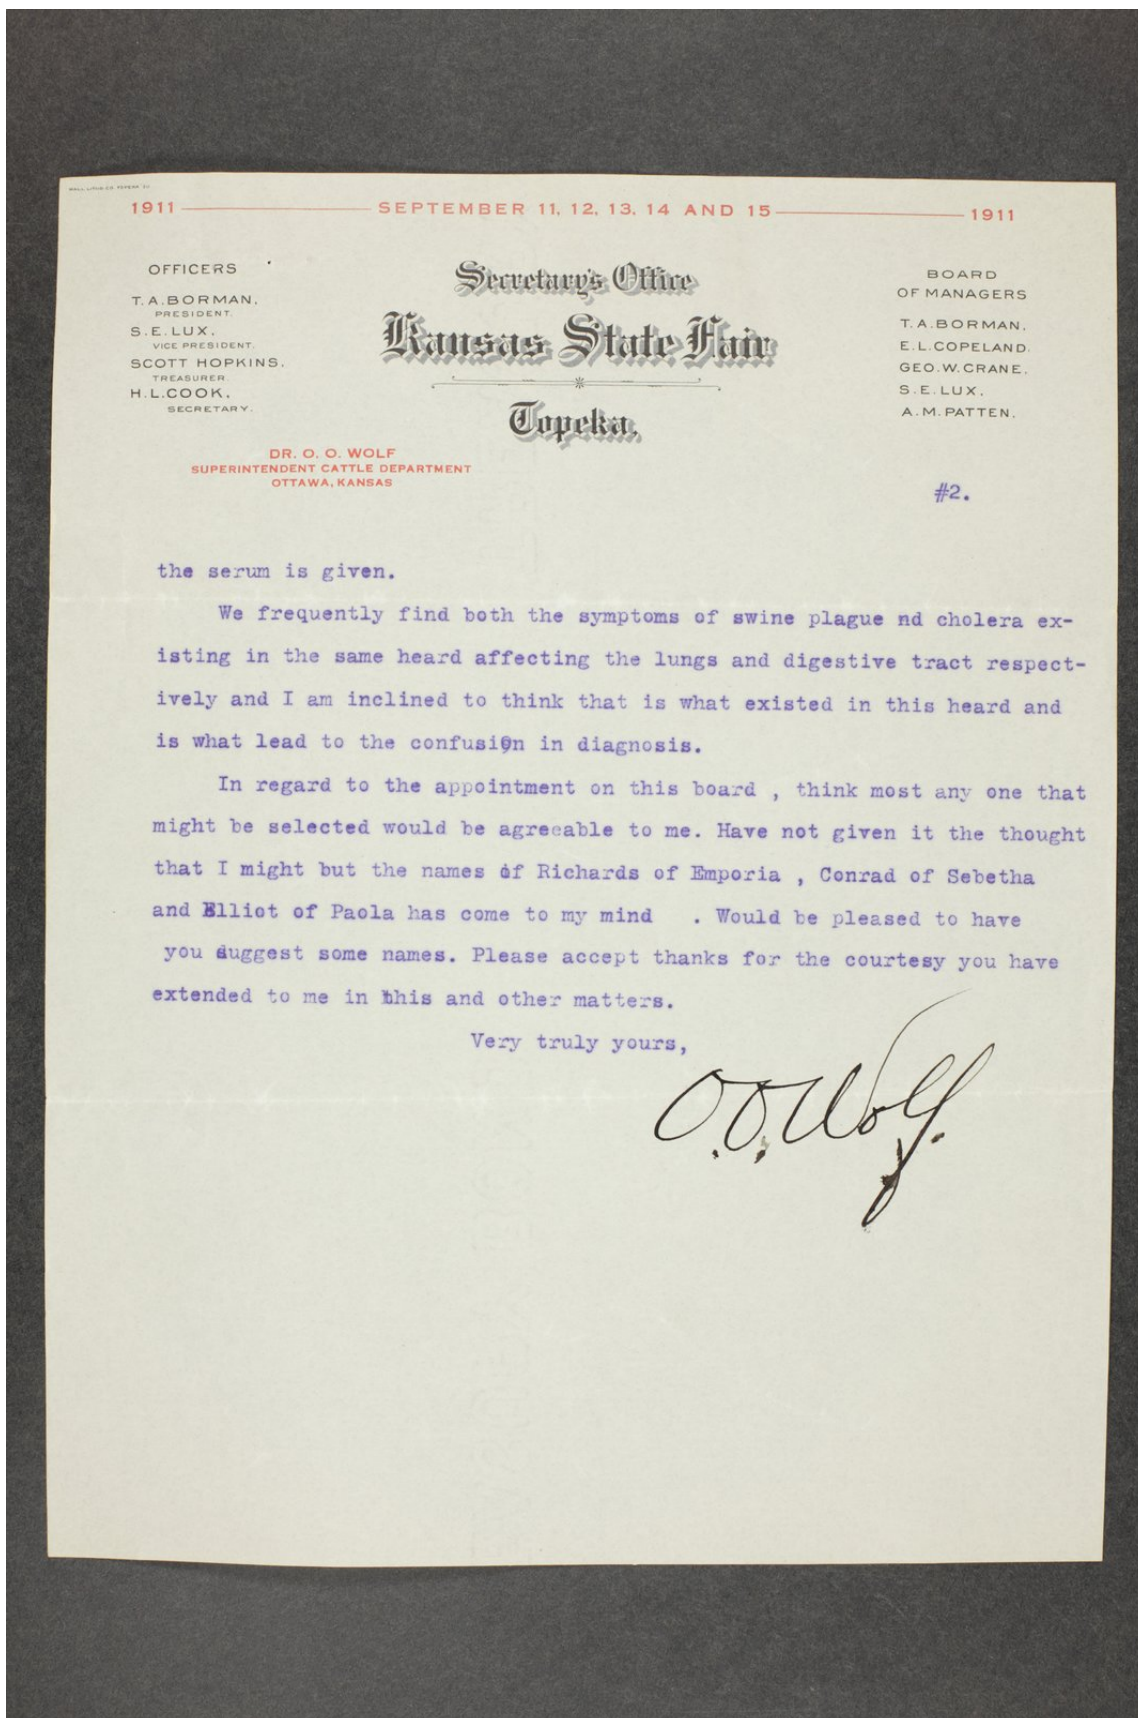 1911 SEPTEMBER 11, 12, 13, 14 AND 15 1911
OFFICERS
T.A.BORMAN,
PRESIDENT.
S.E.LUX,
VICE PRESIDENT.
SCOTT HOPKINS,
TREASURER.
H.L.COOK,
SECRETARY.
Secretary's Office
Kansas State Fair
Topeka,
BOARD
OF MANAGERS
T.A.BORMAN,
E.L.COPELAND.
GEO.W.CRANE,
S.E.LUX,
A.M.PATTEN,
DR. O. O. WOLF
SUPERINTENDENT CATTLE DEPARTMENT
OTTAWA, KANSAS
#2.
the serum is given.
We frequently find both the symptoms of swine plague nd cholera ex-
isting in the same heard affecting the lungs and digestive tract respect-
ively and I am inclined to think that is what existed in this heard and
is what lead to the confusion in diagnosis.
In regard to the appointment on this board , think most any one that
might be selected would be agreeable to me. Have not given it the thought
that I might but the names of Richards of Emporia , Conrad of Sebetha
and Elliot of Paola has come to my mind . Would be pleased to have
you suggest some names. Please accept thanks for the courtesy you have
extended to me in this and other matters.
Very truly yours,
O.O.Wolf.